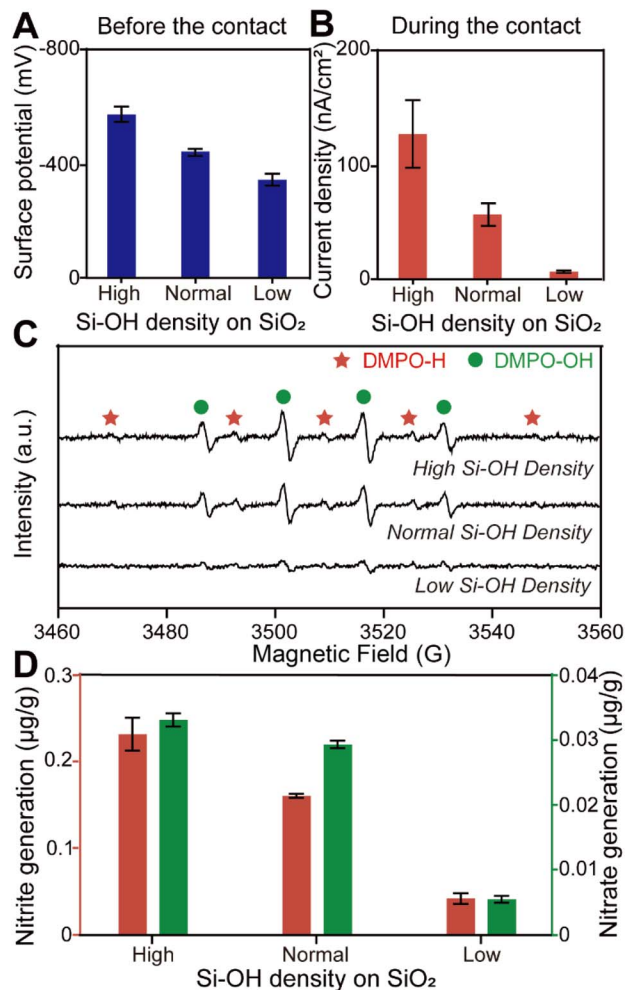 A
Before the contact
Surface potential (mV)
-800
-400
0
High
Normal
Low
Si-OH density on SiO₂
B
During the contact
Current density (nA/cm²)
200
100
0
High
Normal
Low
Si-OH density on SiO₂
C
DMPO-H
DMPO-OH
Intensity (a.u.)
High Si-OH Density
Normal Si-OH Density
Low Si-OH Density
3460
3480
3500
3520
3540
3560
Magnetic Field (G)
D
Nitrite generation (µg/g)
0.3
0.2
0.1
0
0.04
0.03
0.02
0.01
0
Nitrate generation (µg/g)
High
Normal
Low
Si-OH density on SiO₂